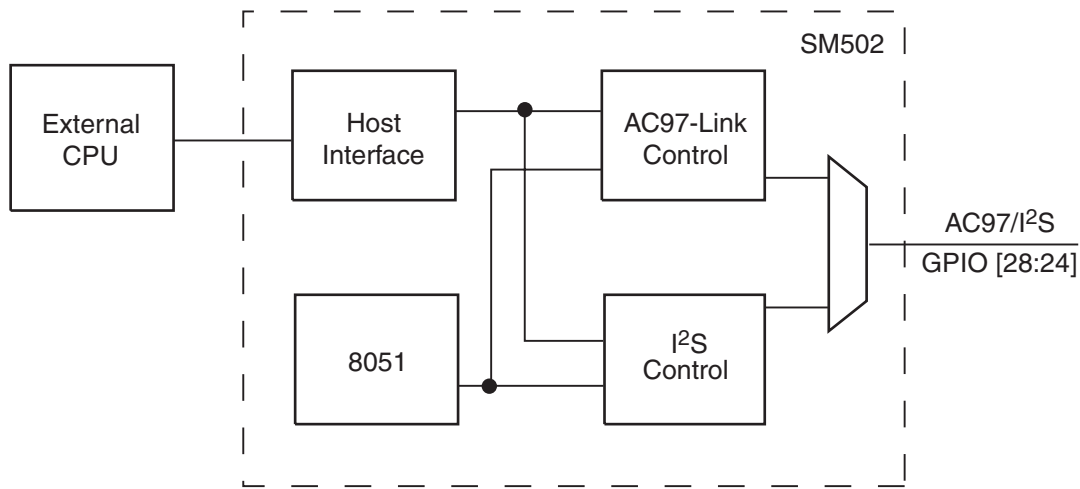 SM502
External
CPU
Host
Interface
AC97-Link
Control
AC97/I²S
GPIO [28:24]
8051
I²S
Control